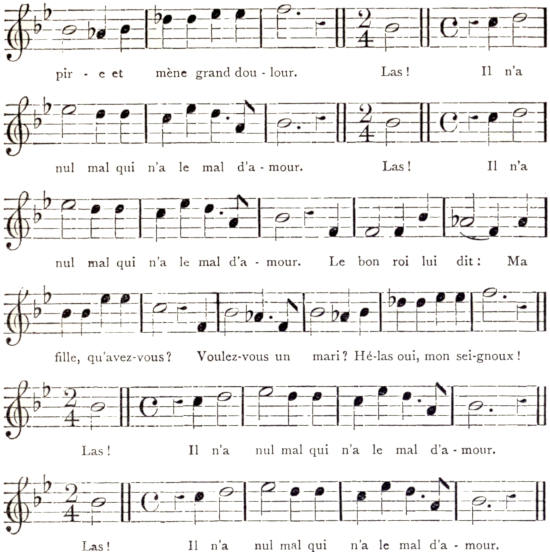 pir - e et mène grand dou - lour. Las! Il n'a
nul mal qui n'a le mal d'a - mour. Las! Il n'a
nul mal qui n'a le mal d'a - mour. Le bon roi lui dit: Ma
fille, qu'avez-vous? Voulez-vous un mari? Hé-las oui, mon sei-gnoux!
Las! Il n'a nul mal qui n'a le mal d'a - mour.
Las! Il n'a nul mal qui n'a le mal d'a - mour.